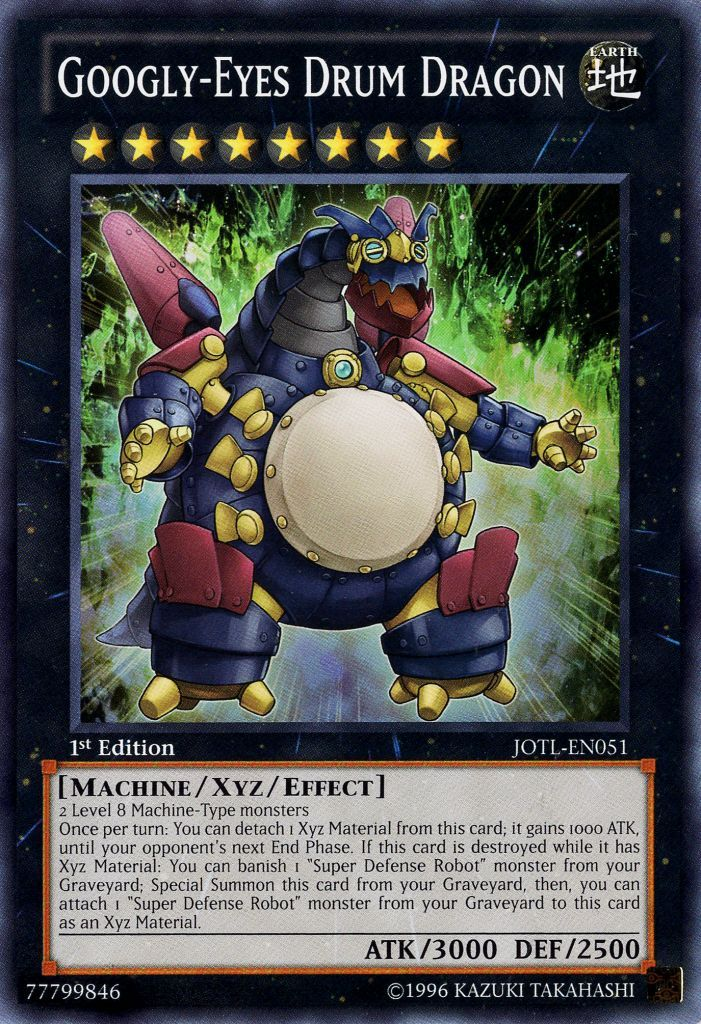 Googly-Eyes Drum Dragon
EARTH
地
1st Edition
JOTL-EN051
[Machine/Xyz/Effect]
2 Level 8 Machine-Type monsters
Once per turn: You can detach 1 Xyz Material from this card; it gains 1000 ATK,
until your opponent's next End Phase. If this card is destroyed while it has
Xyz Material: You can banish 1 "Super Defense Robot" monster from your
Graveyard; Special Summon this card from your Graveyard, then, you can
attach 1 "Super Defense Robot" monster from your Graveyard to this card
as an Xyz Material.
ATK/3000 DEF/2500
77799846
©1996 KAZUKI TAKAHASHI